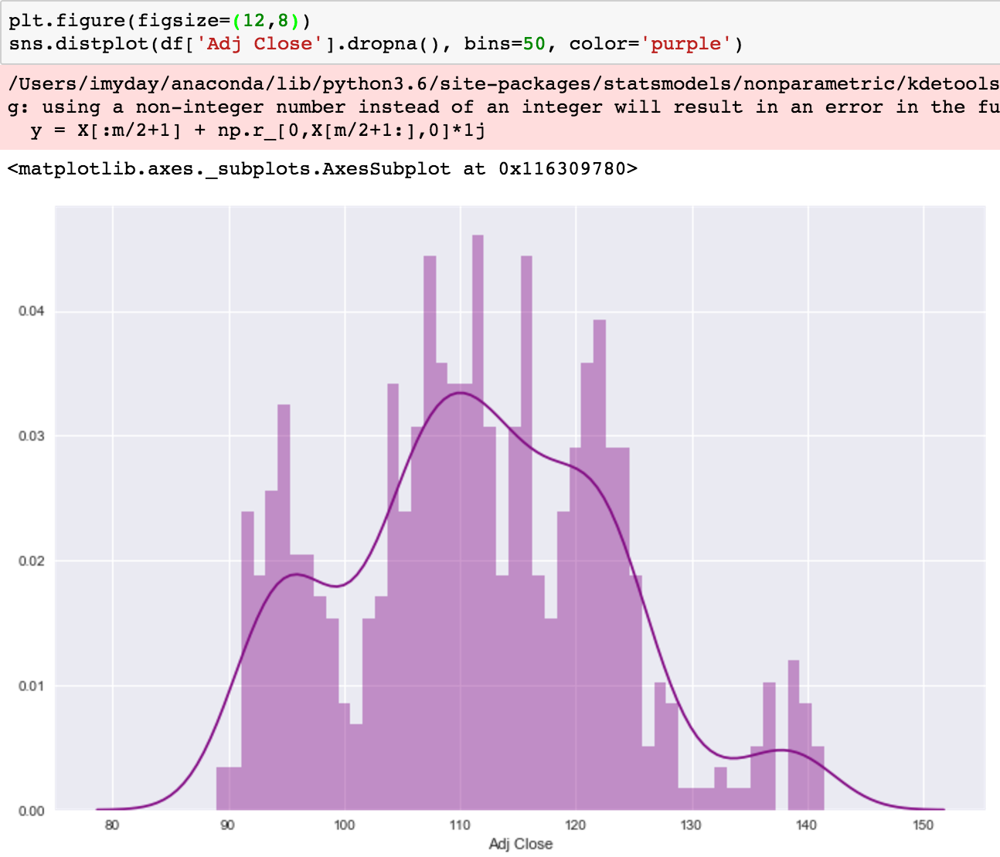 plt.figure(figsize=(12,8))
sns.distplot(df['Adj Close'].dropna(), bins=50, color='purple')
/Users/imyday/anaconda/lib/python3.6/site-packages/statsmodels/nonparametric/kdetools
g: using a non-integer number instead of an integer will result in an error in the fu
  y = X[:m/2+1] + np.r_[0,X[m/2+1:],0]*1j
<matplotlib.axes._subplots.AxesSubplot at 0x116309780>
0.04
0.03
0.02
0.01
0.00
80 90 100 110 120 130 140 150
Adj Close